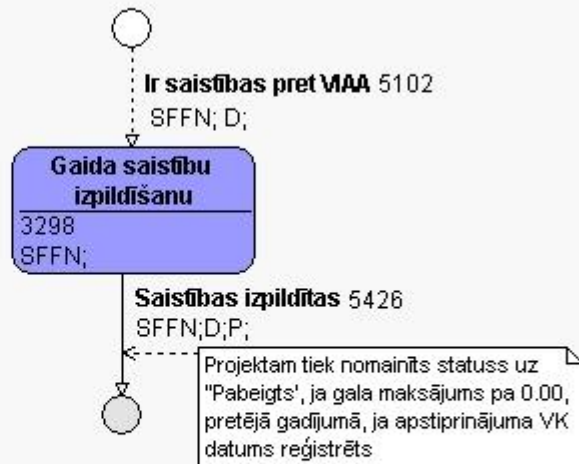 Ir saistības pret VIAA 5102
SFFN; D;
Gaida saistību
izpildīšanu
3298
SFFN;
Saistības izpildītas 5426
SFFN;D;P;
Projektam tiek nomainīts statuss uz
"Pabeigts', ja gala maksājums pa 0.00,
pretējā gadījumā, ja apstiprinājuma VK
datums reģistrēts